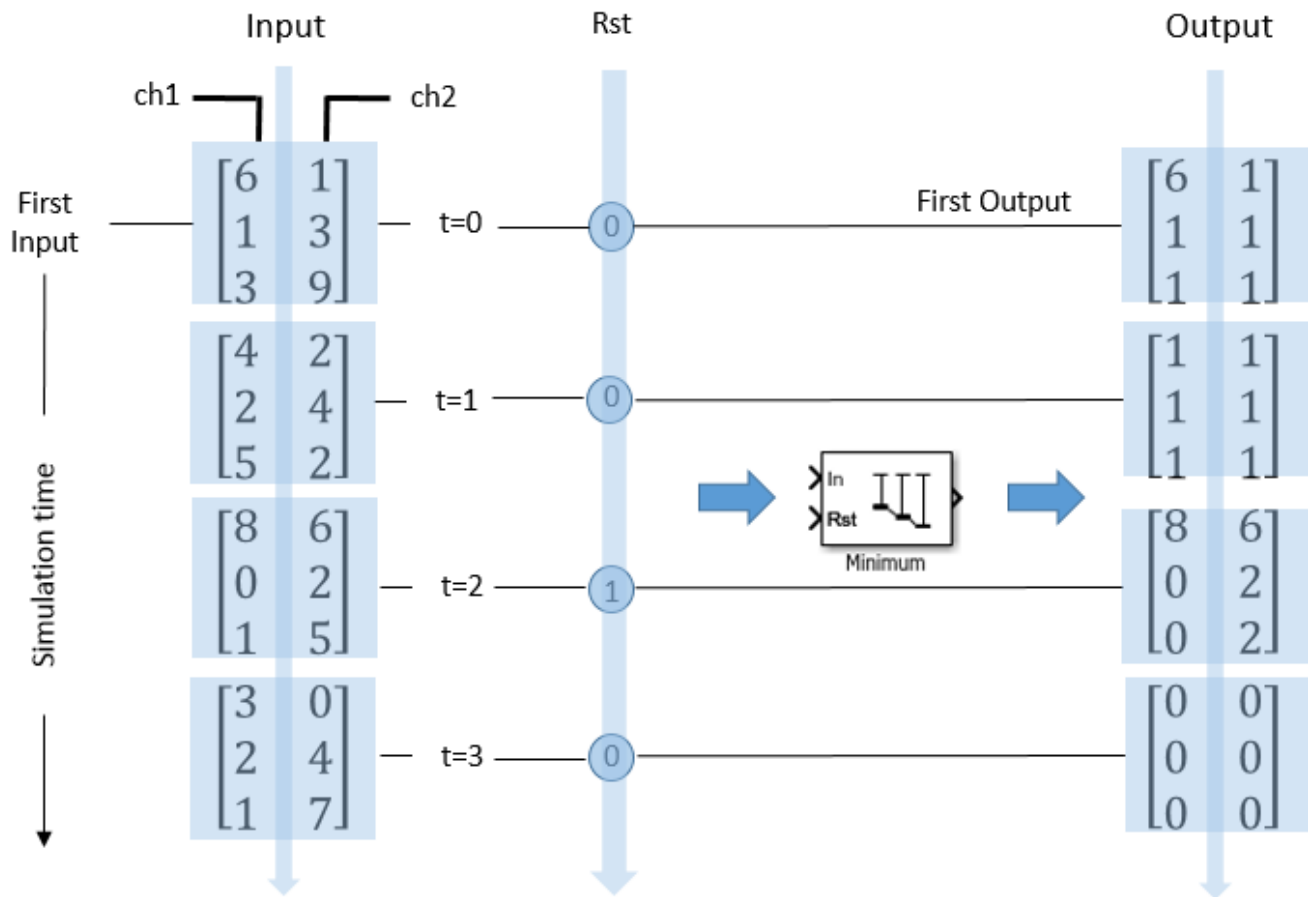 Input Rst Output
ch1 ch2
First Input
Simulation time
6 1
1 3
3 9
t=0
0
First Output
6 1
1 1
1 1
4 2
2 4
5 2
t=1
0
1 1
1 1
1 1
8 6
0 2
1 5
t=2
1
In
Rst
Minimum
8 6
0 2
0 2
3 0
2 4
1 7
t=3
0
0 0
0 0
0 0